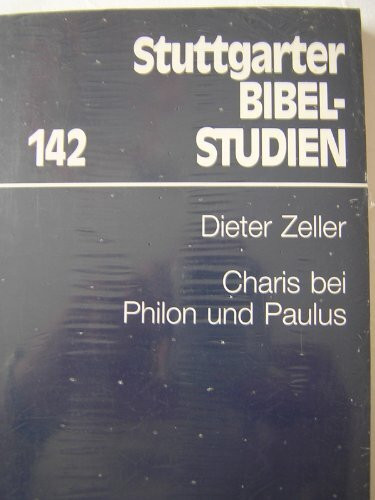 Stuttgarter
BIBEL-
142 STUDIEN
Dieter Zeller
Charis bei
Philon und Paulus